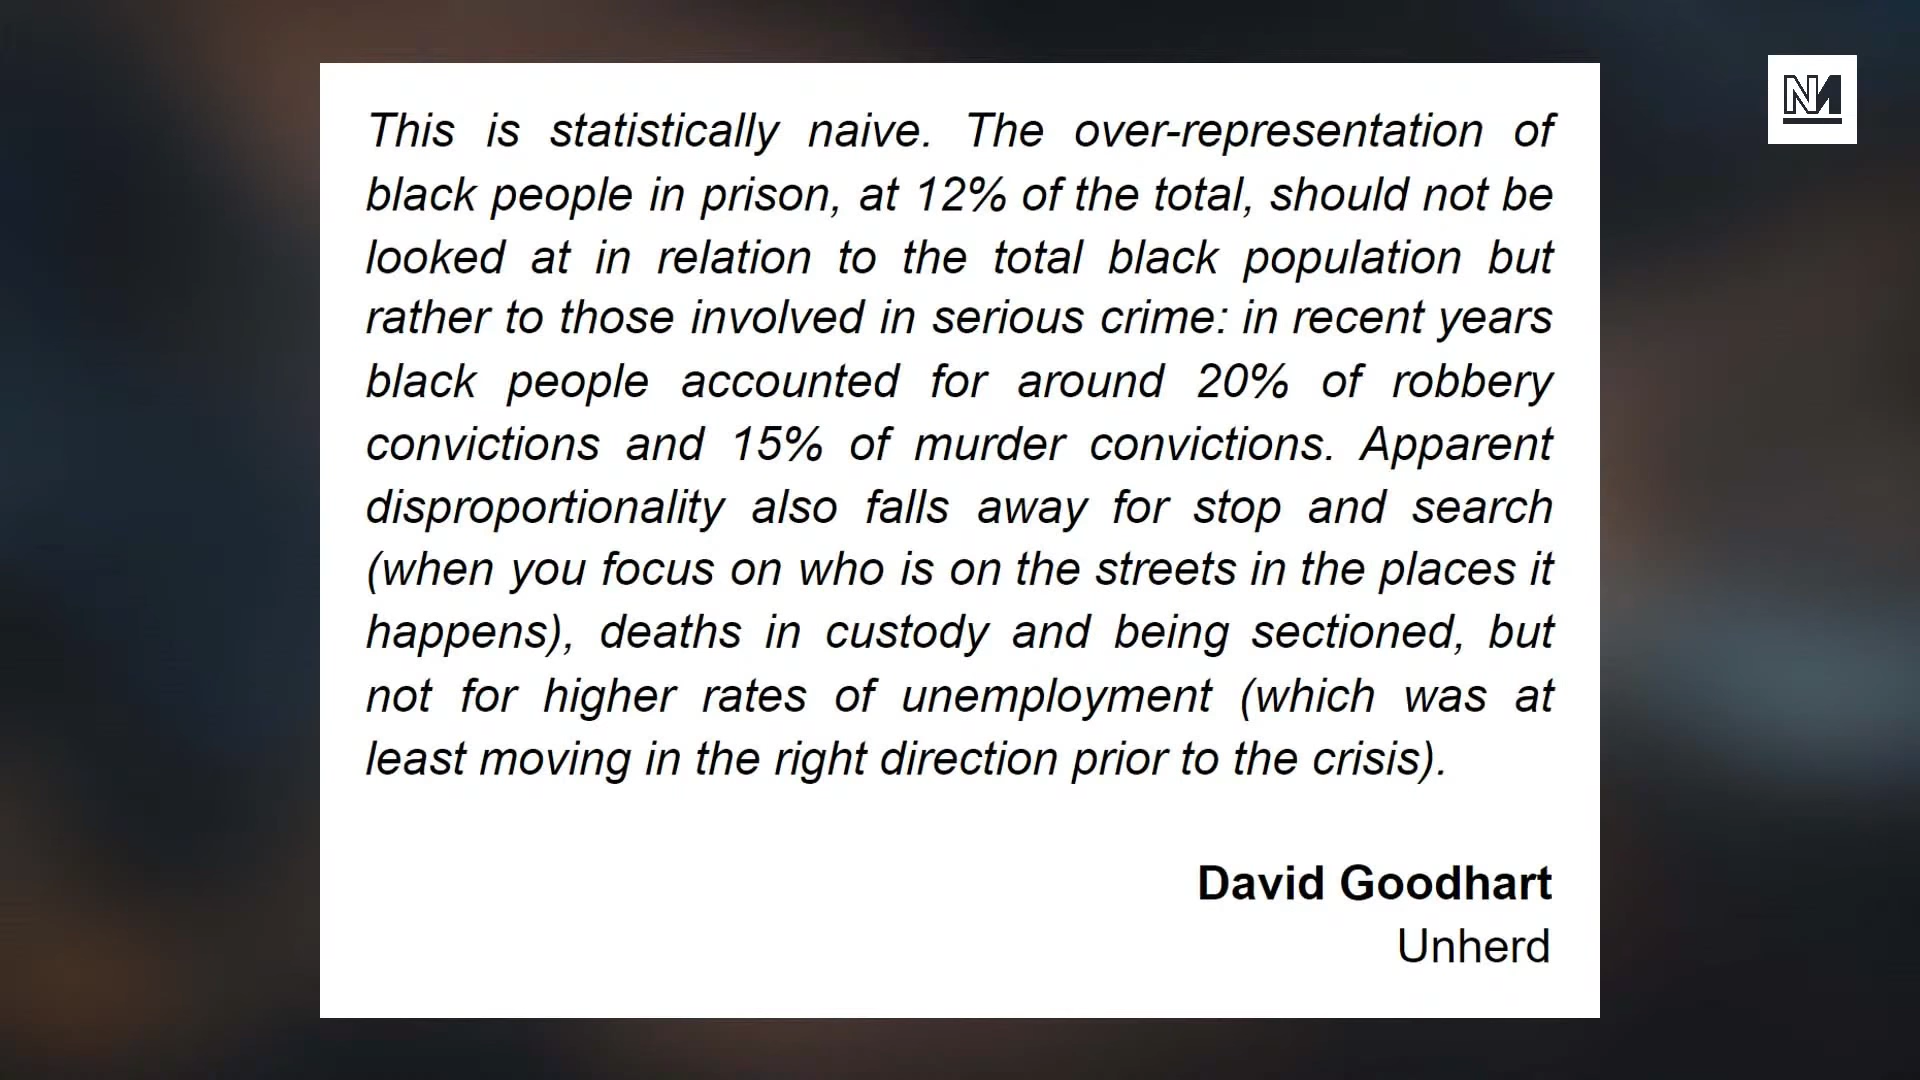 This is statistically naive. The over-representation of
black people in prison, at 12% of the total, should not be
looked at in relation to the total black population but
rather to those involved in serious crime: in recent years
black people accounted for around 20% of robbery
convictions and 15% of murder convictions. Apparent
disproportionality also falls away for stop and search
(when you focus on who is on the streets in the places it
happens), deaths in custody and being sectioned, but
not for higher rates of unemployment (which was at
least moving in the right direction prior to the crisis).
David Goodhart
Unherd
NM